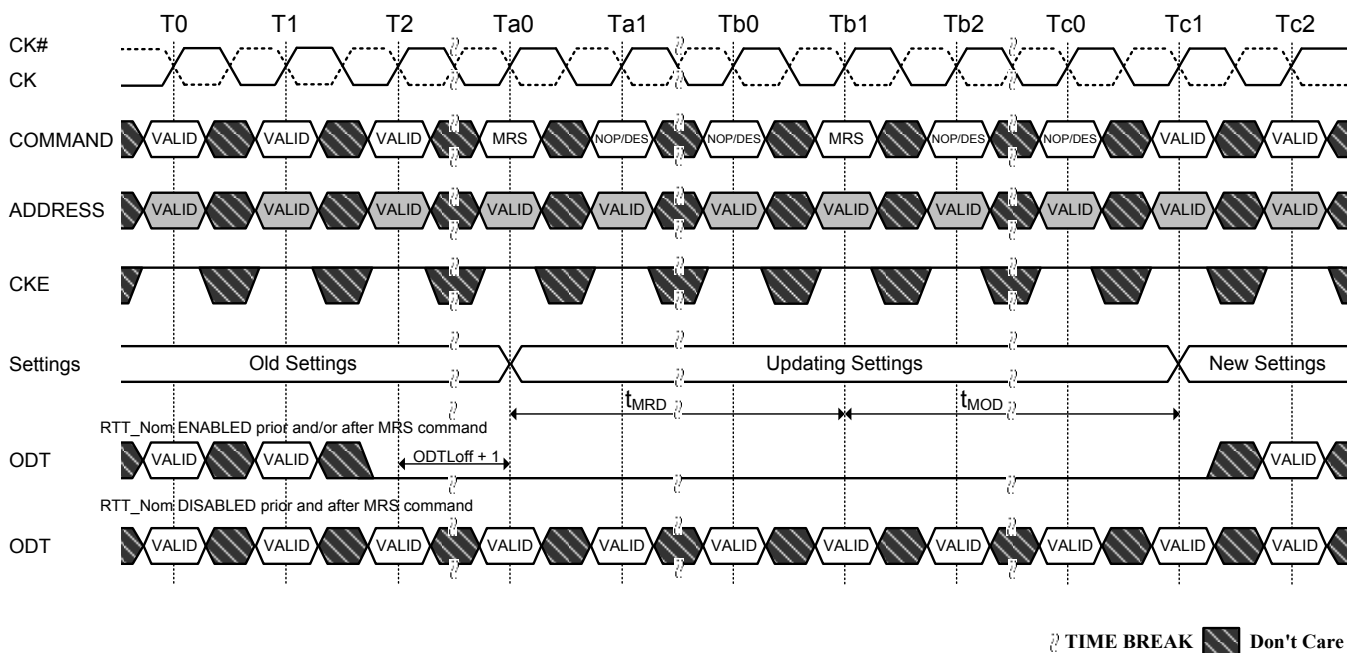 T0 T1 T2 Ta0 Ta1 Tb0 Tb1 Tb2 Tc0 Tc1 Tc2
CK#
CK
COMMAND VALID VALID VALID MRS NOP/DES NOP/DES MRS NOP/DES NOP/DES VALID VALID
ADDRESS VALID VALID VALID VALID VALID VALID VALID VALID VALID VALID VALID
CKE
Settings Old Settings Updating Settings New Settings
tMRD tMOD
RTT_Nom ENABLED prior and/or after MRS command
ODT VALID VALID ODTLoff + 1 VALID
RTT_Nom DISABLED prior and after MRS command
ODT VALID VALID VALID VALID VALID VALID VALID VALID VALID VALID VALID
TIME BREAK Don't Care